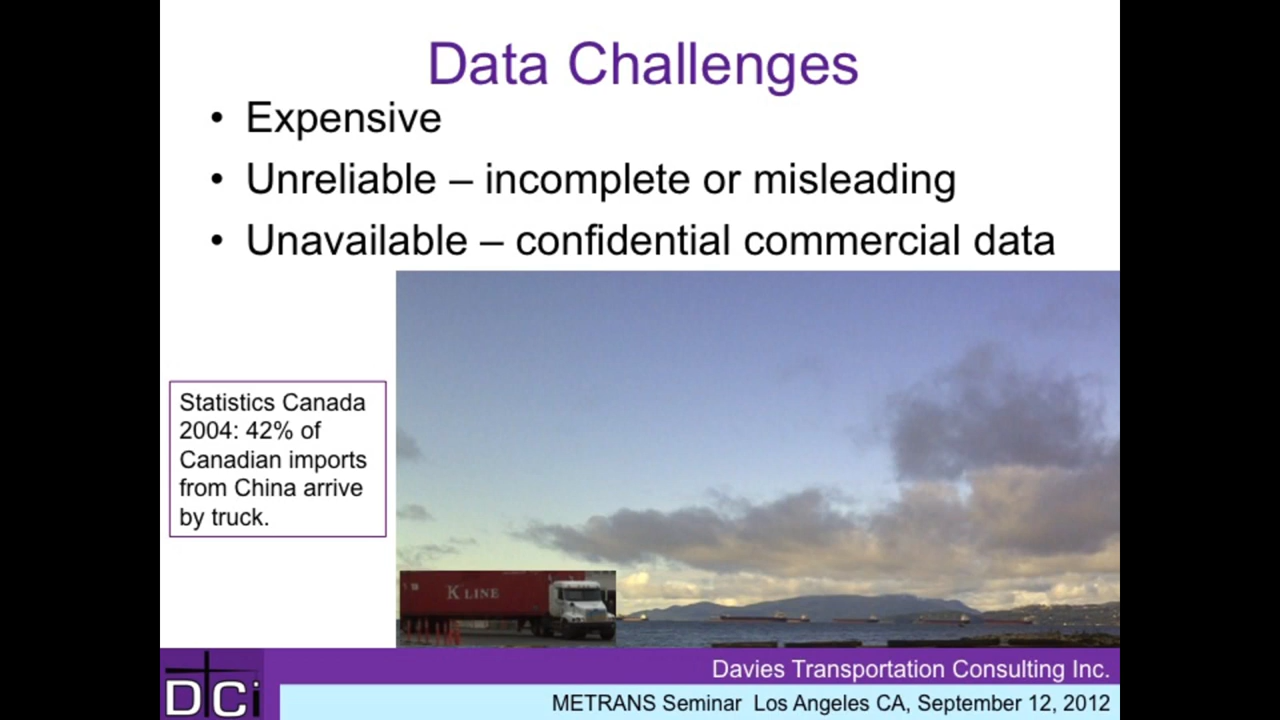 Data Challenges
• Expensive
• Unreliable – incomplete or misleading
• Unavailable – confidential commercial data
Statistics Canada
2004: 42% of
Canadian imports
from China arrive
by truck.
K LINE
Davies Transportation Consulting Inc.
DTCi
METRANS Seminar Los Angeles CA, September 12, 2012